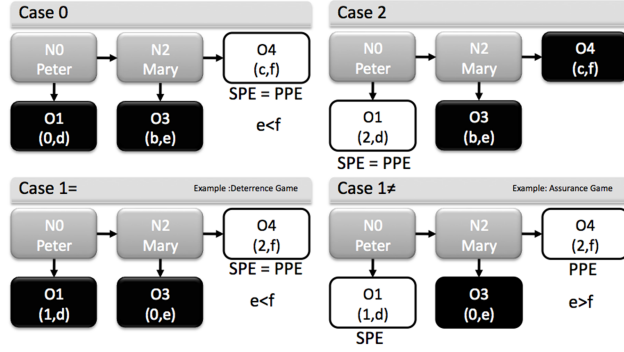 Case 0
N0
Peter
N2
Mary
O4
(c,f)
SPE = PPE
e<f
O1
(0,d)
O3
(b,e)
Case 2
N0
Peter
N2
Mary
O4
(c,f)
O1
(2,d)
SPE = PPE
O3
(b,e)
Case 1=
Example :Deterrence Game
N0
Peter
N2
Mary
O4
(2,f)
SPE = PPE
e<f
O1
(1,d)
O3
(0,e)
Case 1≠
Example: Assurance Game
N0
Peter
N2
Mary
O4
(2,f)
PPE
e>f
O1
(1,d)
SPE
O3
(0,e)